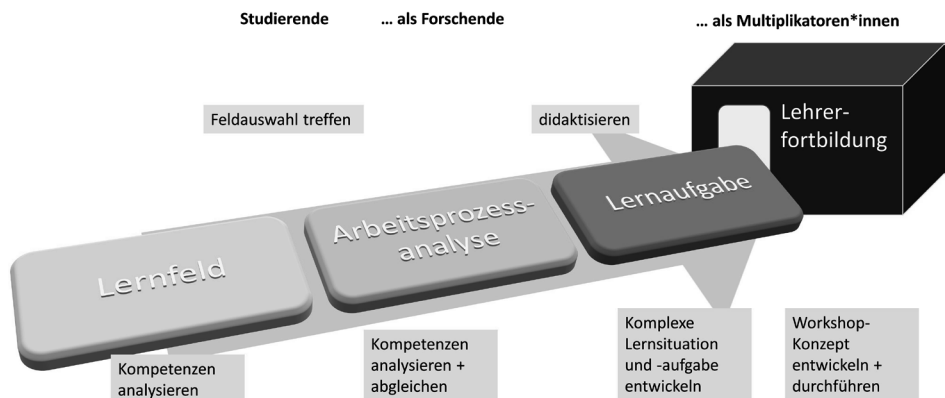 Studierende
… als Forschende
… als Multiplikatoren*innen
Feldauswahl treffen
didaktisieren
Lehrer-
fortbildung
Lernfeld
Arbeitsprozess-
analyse
Lernaufgabe
Kompetenzen
analysieren
Kompetenzen
analysieren +
abgleichen
Komplexe
Lernsituation
und -aufgabe
entwickeln
Workshop-
Konzept
entwickeln +
durchführen